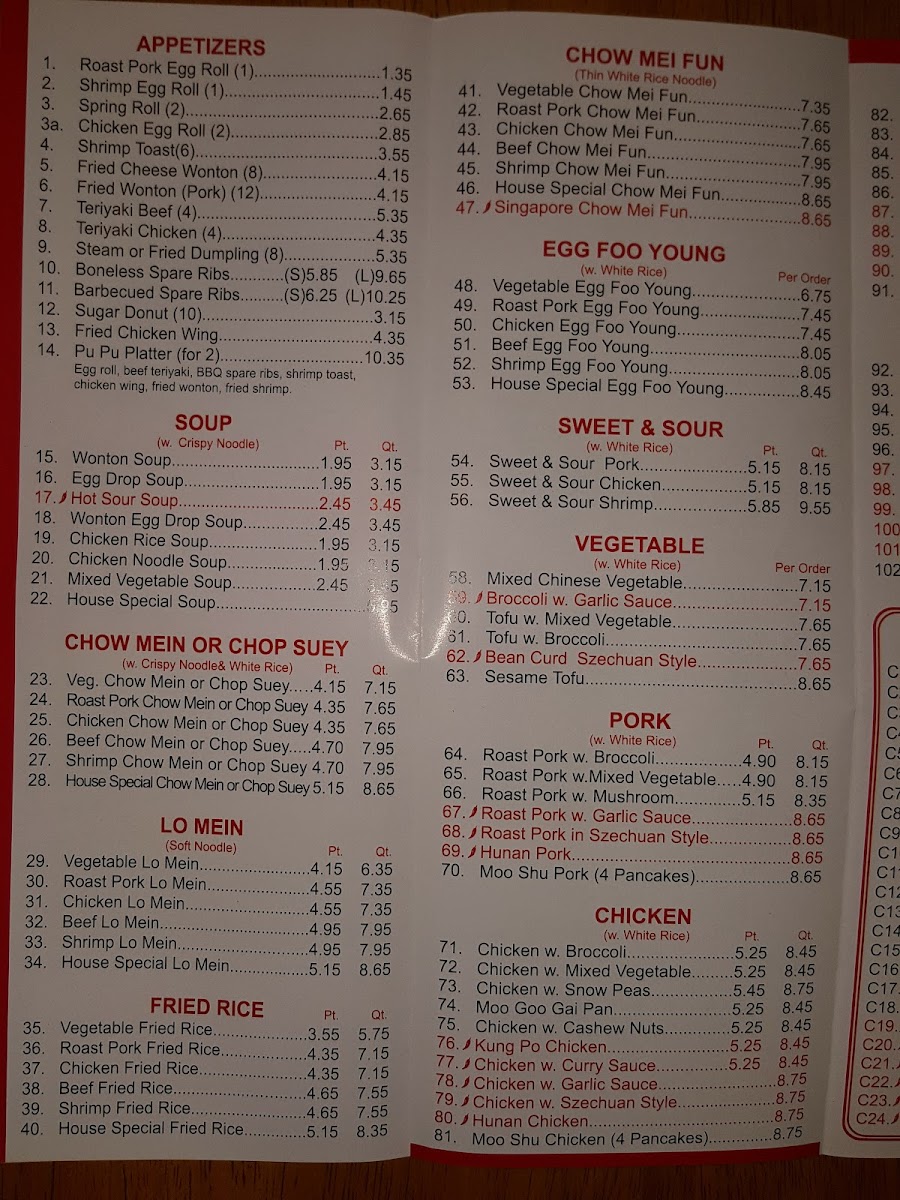 APPETIZERS
1. Roast Pork Egg Roll (1)..............................1.35
2. Shrimp Egg Roll (1)..............................1.45
3. Spring Roll (2)..............................2.65
3a. Chicken Egg Roll (2)..............................2.85
4. Shrimp Toast(6)..............................3.55
5. Fried Cheese Wonton (8)..............................4.15
6. Fried Wonton (Pork) (12)..............................4.15
7. Teriyaki Beef (4)..............................5.35
8. Teriyaki Chicken (4)..............................4.35
9. Steam or Fried Dumpling (8)..............................5.35
10. Boneless Spare Ribs...........(S)5.85 (L)9.65
11. Barbecued Spare Ribs.........(S)6.25 (L)10.25
12. Sugar Donut (10)..............................3.15
13. Fried Chicken Wing..............................4.35
14. Pu Pu Platter (for 2)..............................10.35
Egg roll, beef teriyaki, BBQ spare ribs, shrimp toast,
chicken wing, fried wonton, fried shrimp.
SOUP
(w. Crispy Noodle) Pt. Qt.
15. Wonton Soup..............................1.95 3.15
16. Egg Drop Soup..............................1.95 3.15
17. Hot Sour Soup..............................2.45 3.45
18. Wonton Egg Drop Soup..................2.45 3.45
19. Chicken Rice Soup......................1.95 3.15
20. Chicken Noodle Soup....................1.95
21. Mixed Vegetable Soup..................2.45
22. House Special Soup..............................
CHOW MEIN OR CHOP SUEY
(w. Crispy Noodle& White Rice) Pt. Qt.
23. Veg. Chow Mein or Chop Suey.....4.15 7.15
24. Roast Pork Chow Mein or Chop Suey 4.35 7.65
25. Chicken Chow Mein or Chop Suey 4.35 7.65
26. Beef Chow Mein or Chop Suey.....4.70 7.95
27. Shrimp Chow Mein or Chop Suey 4.70 7.95
28. House Special Chow Mein or Chop Suey 5.15 8.65
LO MEIN
(Soft Noodle) Pt. Qt.
29. Vegetable Lo Mein......................4.15 6.35
30. Roast Pork Lo Mein......................4.55 7.35
31. Chicken Lo Mein......................4.55 7.35
32. Beef Lo Mein..............................4.95 7.95
33. Shrimp Lo Mein..........................4.95 7.95
34. House Special Lo Mein.................5.15 8.65
FRIED RICE
Pt. Qt.
35. Vegetable Fried Rice....................3.55 5.75
36. Roast Pork Fried Rice..................4.35 7.15
37. Chicken Fried Rice......................4.35 7.15
38. Beef Fried Rice..........................4.65 7.55
39. Shrimp Fried Rice......................4.65 7.55
40. House Special Fried Rice..............5.15 8.35
CHOW MEI FUN
(Thin White Rice Noodle)
41. Vegetable Chow Mei Fun......................7.35
42. Roast Pork Chow Mei Fun....................7.65
43. Chicken Chow Mei Fun........................7.65
44. Beef Chow Mei Fun............................7.95
45. Shrimp Chow Mei Fun.........................7.95
46. House Special Chow Mei Fun................8.65
47. Singapore Chow Mei Fun.....................8.65
EGG FOO YOUNG
(w. White Rice) Per Order
48. Vegetable Egg Foo Young....................6.75
49. Roast Pork Egg Foo Young..................7.45
50. Chicken Egg Foo Young......................7.45
51. Beef Egg Foo Young..........................8.05
52. Shrimp Egg Foo Young.......................8.05
53. House Special Egg Foo Young..............8.45
SWEET & SOUR
(w. White Rice) Pt. Qt.
54. Sweet & Sour Pork....................5.15 8.15
55. Sweet & Sour Chicken................5.15 8.15
56. Sweet & Sour Shrimp.................5.85 9.55
VEGETABLE
(w. White Rice) Per Order
58. Mixed Chinese Vegetable....................7.15
Broccoli w. Garlic Sauce.....................7.15
Tofu w. Mixed Vegetable.....................7.65
61. Tofu w. Broccoli..............................7.65
62. Bean Curd Szechuan Style...................7.65
63. Sesame Tofu..............................8.65
PORK
(w. White Rice) Pt. Qt.
64. Roast Pork w. Broccoli...............4.90 8.15
65. Roast Pork w.Mixed Vegetable.....4.90 8.15
66. Roast Pork w. Mushroom............5.15 8.35
67. Roast Pork w. Garlic Sauce................8.65
68. Roast Pork in Szechuan Style..............8.65
69. Hunan Pork..............................8.65
70. Moo Shu Pork (4 Pancakes)................8.65
CHICKEN
(w. White Rice) Pt. Qt.
71. Chicken w. Broccoli..................5.25 8.45
72. Chicken w. Mixed Vegetable.........5.25 8.45
73. Chicken w. Snow Peas...............5.45 8.75
74. Moo Goo Gai Pan....................5.25 8.45
75. Chicken w. Cashew Nuts.............5.25 8.45
76. Kung Po Chicken.....................5.25 8.45
77. Chicken w. Curry Sauce..............5.25 8.45
78. Chicken w. Garlic Sauce....................8.75
79. Chicken w. Szechuan Style.................8.75
80. Hunan Chicken..............................8.75
81. Moo Shu Chicken (4 Pancakes)............8.75
82.
83.
84.
85.
86.
87.
88.
89.
90.
91.
92.
93.
94.
95.
96.
97.
98.
99.
100
101
102
C14
C15
C16
C17.
C18.
C19.
C20.
C21.
C22.
C23.
C24.